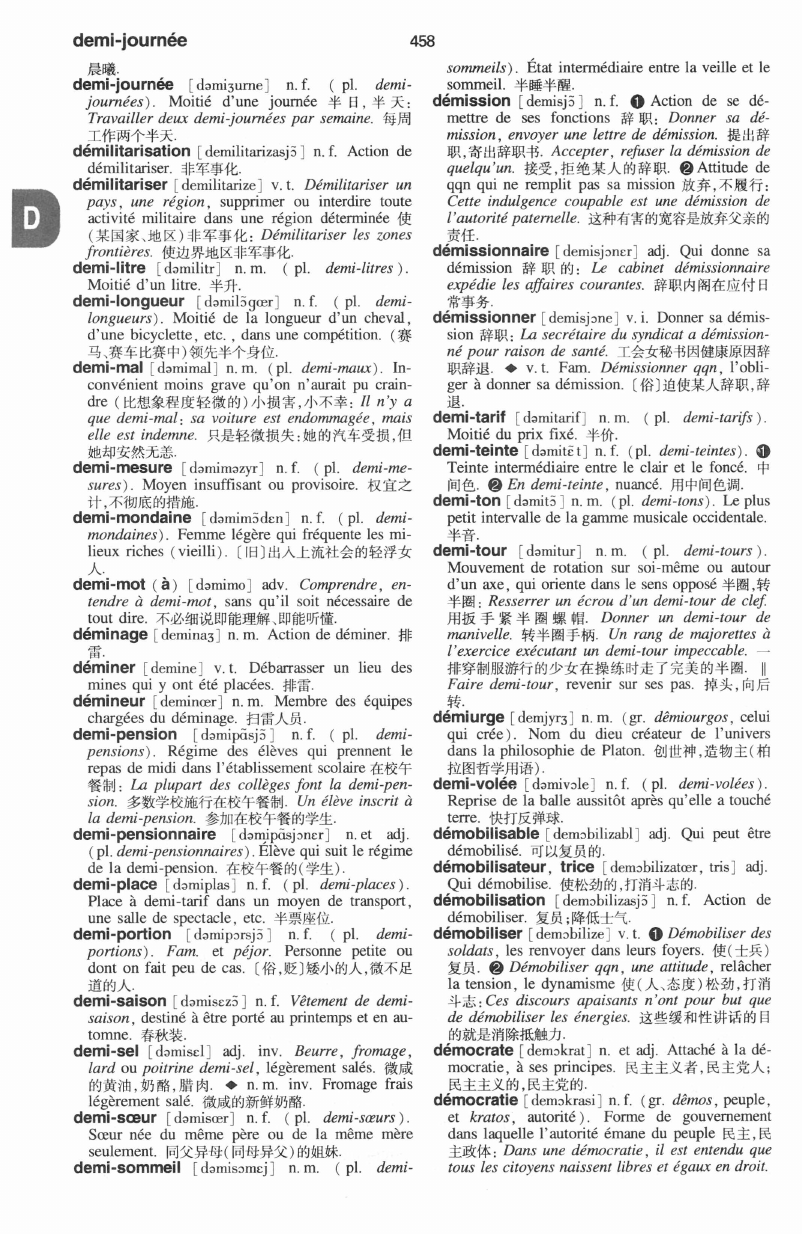 demi-journée
458
晨曦.
demi-journée [dəmiʒurne] n. f. ( pl. demi-
journées). Moitié d'une journée 半日,半天:
Travailler deux demi-journées par semaine. 每周
工作两个半天.
démilitarisation [demilitarizasjɔ̃] n. f. Action de
démilitariser. 非军事化.
démilitariser [demilitarize] v. t. Démilitariser un
pays, une région, supprimer ou interdire toute
activité militaire dans une région déterminée 使
(某国家、地区)非军事化: Démilitariser les zones
frontières. 使边界地区非军事化.
demi-litre [dəmilitr] n. m. ( pl. demi-litres ).
Moitié d'un litre. 半升.
demi-longueur [dəmilɔ̃gœr] n. f. ( pl. demi-
longueurs). Moitié de la longueur d'un cheval,
d'une bicyclette, etc. , dans une compétition. (赛
马、赛车比赛中)领先半个身位.
demi-mal [dəmimal] n. m. ( pl. demi-maux). In-
convénient moins grave qu'on n'aurait pu crain-
dre (比想象程度轻微的)小损害,小不幸: Il n'y a
que demi-mal: sa voiture est endommagée, mais
elle est indemne. 只是轻微损失:她的汽车受损,但
她却安然无恙.
demi-mesure [dəmiməzyr] n. f. ( pl. demi-me-
sures). Moyen insuffisant ou provisoire. 权宜之
计,不彻底的措施.
demi-mondaine [dəmimɔ̃dɛn] n. f. ( pl. demi-
mondaines). Femme légère qui fréquente les mi-
lieux riches (vieilli). [旧]出入上流社会的轻浮女
人.
demi-mot (à) [dəmimo] adv. Comprendre, en-
tendre à demi-mot, sans qu'il soit nécessaire de
tout dire. 不必细说即能理解、即能听懂.
déminage [deminaʒ] n. m. Action de déminer. 排
雷.
déminer [demine] v. t. Débarrasser un lieu des
mines qui y ont été placées. 排雷.
démineur [deminœr] n. m. Membre des équipes
chargées du déminage. 扫雷人员.
demi-pension [dəmipɑ̃sjɔ̃] n. f. ( pl. demi-
pensions). Régime des élèves qui prennent le
repas de midi dans l'établissement scolaire 在校午
餐制: La plupart des collèges font la demi-pen-
sion. 多数学校施行在校午餐制. Un élève inscrit à
la demi-pension. 参加在校午餐的学生.
demi-pensionnaire [dəmipɑ̃sjɔnɛr] n. et adj.
(pl. demi-pensionnaires). Élève qui suit le régime
de la demi-pension. 在校午餐的(学生).
demi-place [dəmiplas] n. f. ( pl. demi-places).
Place à demi-tarif dans un moyen de transport,
une salle de spectacle, etc. 半票座位.
demi-portion [dəmipɔrsjɔ̃] n. f. ( pl. demi-
portions). Fam. et péjor. Personne petite ou
dont on fait peu de cas. [俗,贬]矮小的人,微不足
道的人.
demi-saison [dəmisɛzɔ̃] n. f. Vêtement de demi-
saison, destiné à être porté au printemps et en au-
tomne. 春秋装.
demi-sel [dəmisɛl] adj. inv. Beurre, fromage,
lard ou poitrine demi-sel, légèrement salés. 微咸
的黄油,奶酪,腊肉. ◆ n. m. inv. Fromage frais
légèrement salé. 微咸的新鲜奶酪.
demi-sœur [dəmisœr] n. f. ( pl. demi-sœurs).
Sœur née du même père ou de la même mère
seulement. 同父异母(同母异父)的姐妹.
demi-sommeil [dəmisɔmɛj] n. m. ( pl. demi-
sommeils). État intermédiaire entre la veille et le
sommeil. 半睡半醒.
démission [demisjɔ̃] n. f. ❶ Action de se dé-
mettre de ses fonctions 辞职: Donner sa dé-
mission, envoyer une lettre de démission. 提出辞
职,寄出辞职书. Accepter, refuser la démission de
quelqu'un. 接受,拒绝某人的辞职. ❷ Attitude de
qqn qui ne remplit pas sa mission 放弃,不履行:
Cette indulgence coupable est une démission de
l'autorité paternelle. 这种有害的宽容是放弃父亲的
责任.
démissionnaire [demisjɔnɛr] adj. Qui donne sa
démission 辞职的: Le cabinet démissionnaire
expédie les affaires courantes. 辞职内阁在应付日
常事务.
démissionner [demisjɔne] v. i. Donner sa démis-
sion 辞职: La secrétaire du syndicat a démission-
né pour raison de santé. 工会女秘书因健康原因辞
职辞退. ◆ v. t. Fam. Démissionner qqn, l'obli-
ger à donner sa démission. [俗]迫使某人辞职,辞
退.
demi-tarif [dəmitarif] n. m. ( pl. demi-tarifs).
Moitié du prix fixé. 半价.
demi-teinte [dəmitɛ̃t] n. f. (pl. demi-teintes). ❶
Teinte intermédiaire entre le clair et le foncé. 中
间色. ❷ En demi-teinte, nuancé. 用中间色调.
demi-ton [dəmitɔ̃] n. m. (pl. demi-tons). Le plus
petit intervalle de la gamme musicale occidentale.
半音.
demi-tour [dəmitur] n. m. ( pl. demi-tours ).
Mouvement de rotation sur soi-même ou autour
d'un axe, qui oriente dans le sens opposé 半圈,转
半圈: Resserrer un écrou d'un demi-tour de clef.
用扳手紧半圈螺帽. Donner un demi-tour de
manivelle. 转半圈手柄. Un rang de majorettes à
l'exercice exécutant un demi-tour impeccable. 一
排穿制服游行的少女在操练时走了完美的半圈. ‖
Faire demi-tour, revenir sur ses pas. 掉头,向后
转.
démiurge [demjyrʒ] n. m. (gr. dêmiourgos, celui
qui crée). Nom du dieu créateur de l'univers
dans la philosophie de Platon. 创世神,造物主(柏
拉图哲学用语).
demi-volée [dəmivɔle] n. f. ( pl. demi-volées).
Reprise de la balle aussitôt après qu'elle a touché
terre. 快打反弹球.
démobilisable [demɔbilizabl] adj. Qui peut être
démobilisé. 可以复员的.
démobilisateur, trice [demɔbilizatœr, tris] adj.
Qui démobilise. 使松劲的,打消斗志的.
démobilisation [demɔbilizasjɔ̃] n. f. Action de
démobiliser. 复员;降低士气.
démobiliser [demɔbilize] v. t. ❶ Démobiliser des
soldats, les renvoyer dans leurs foyers. 使(士兵)
复员. ❷ Démobiliser qqn, une attitude, relâcher
la tension, le dynamisme 使(人、态度)松劲,打消
斗志: Ces discours apaisants n'ont pour but que
de démobiliser les énergies. 这些缓和性讲话的目
的就是消除抵触力.
démocrate [demɔkrat] n. et adj. Attaché à la dé-
mocratie, à ses principes. 民主主义者,民主党人;
民主主义的,民主党的.
démocratie [demɔkrasi] n. f. (gr. dêmos, peuple,
et kratos, autorité). Forme de gouvernement
dans laquelle l'autorité émane du peuple 民主,民
主政体: Dans une démocratie, il est entendu que
tous les citoyens naissent libres et égaux en droit.
D